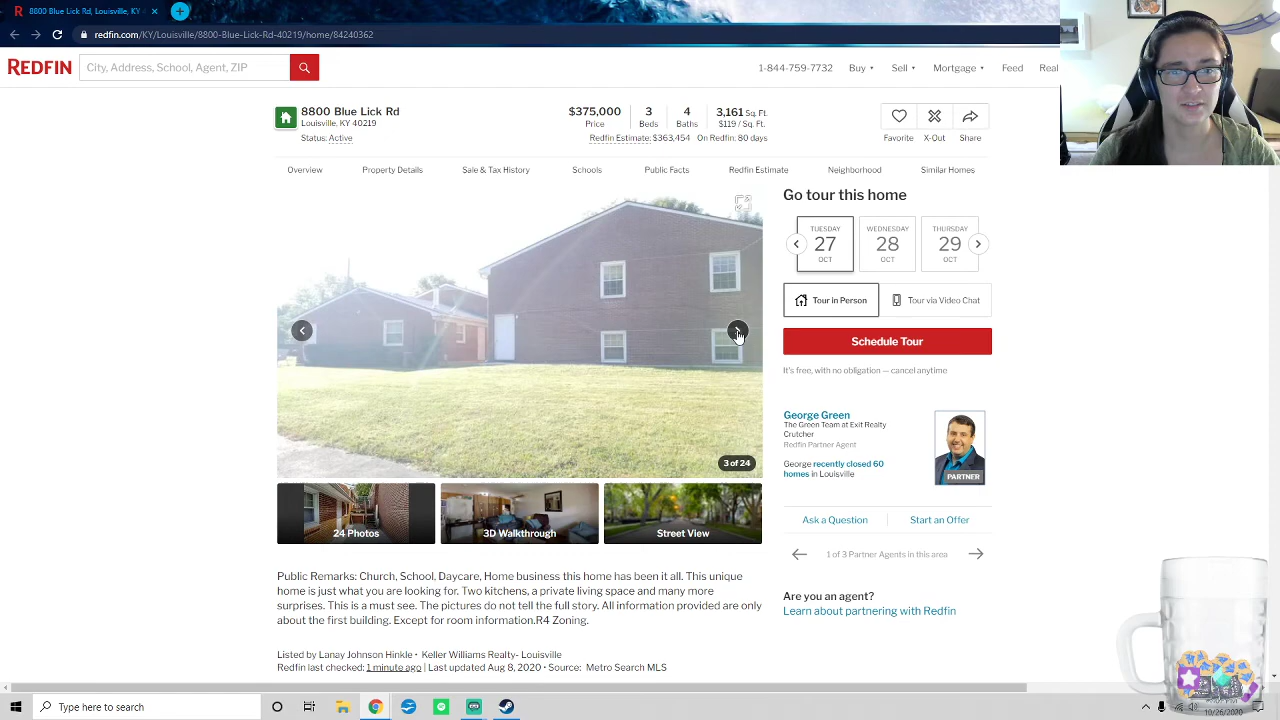 8800 Blue Lick Rd, Louisville, KY
redfin.com/KY/Louisville/8800-Blue-Lick-Rd-40219/home/84240393
REDFIN
City, Address, School, Agent, ZIP
1-844-759-7732
Buy
Sell
Mortgage
Feed
Real
8800 Blue Lick Rd
Louisville, KY 40219
Status: Active
$375,000
Price
3
Beds
4
Baths
3,161 Sq. Ft.
$119 / Sq. Ft.
Redfin Estimate: $363,454
On Redfin: 80 days
Favorite
X-Out
Share
Overview
Property Details
Sale & Tax History
Schools
Public Facts
Redfin Estimate
Neighborhood
Similar Homes
3 of 24
24 Photos
3D Walkthrough
Street View
Go tour this home
TUESDAY
27
OCT
WEDNESDAY
28
OCT
THURSDAY
29
OCT
Tour in Person
Tour via Video Chat
Schedule Tour
It's free, with no obligation — cancel anytime
George Green
The Green Team at Exit Realty
Crutcher
Redfin Partner Agent
George recently closed 60
homes in Louisville
PARTNER
Ask a Question
Start an Offer
1 of 3 Partner Agents in this area
Are you an agent?
Learn about partnering with Redfin
Public Remarks: Church, School, Daycare, Home business this home has been it all. This unique
home is just what you are looking for. Two kitchens, a private living space and many more
surprises. This is a must see. The pictures do not tell the full story. All information provided are only
about the first building. Except for room information.R4 Zoning.
Listed by Lanay Johnson Hinkle • Keller Williams Realty- Louisville
Redfin last checked: 1 minute ago | Last updated Aug 8, 2020 • Source: Metro Search MLS
Type here to search
10/26/2020